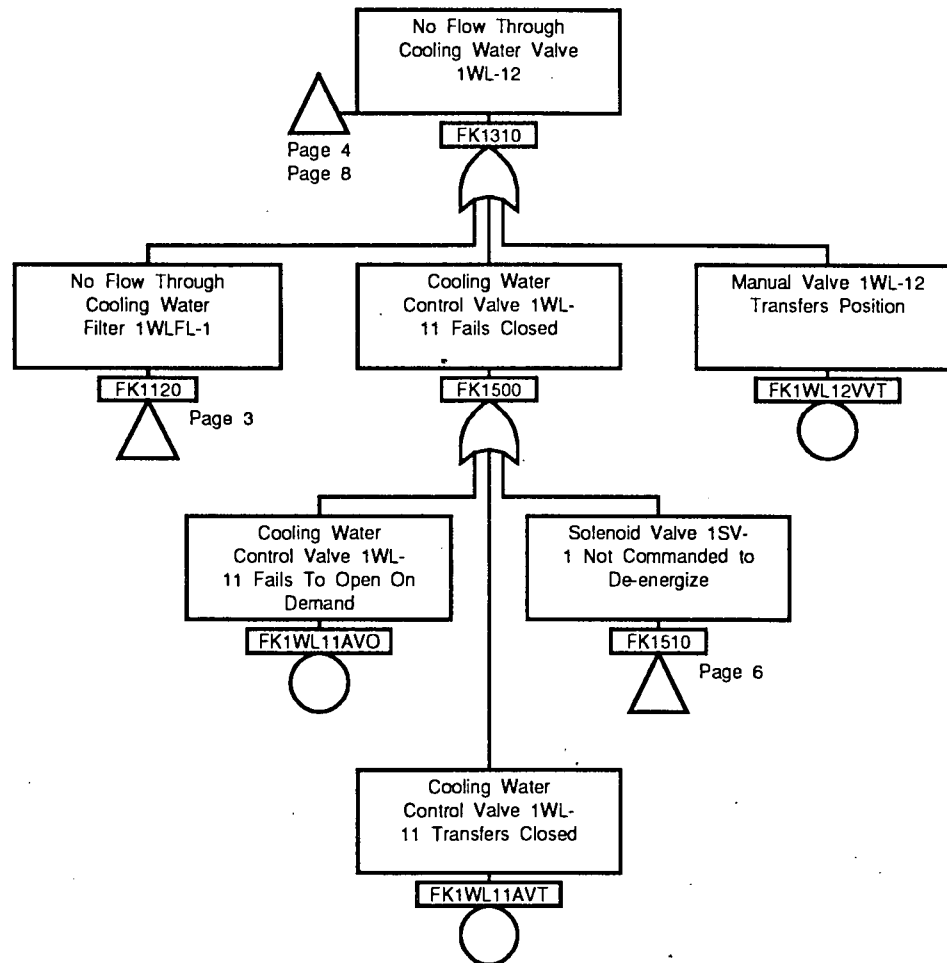 No Flow Through
Cooling Water Valve
1WL-12
Page 4
Page 8
FK1310
No Flow Through
Cooling Water
Filter 1WLFL-1
FK1120
Page 3
Cooling Water
Control Valve 1WL-
11 Fails Closed
FK1500
Manual Valve 1WL-12
Transfers Position
FK1WL12VVT
Cooling Water
Control Valve 1WL-
11 Fails To Open On
Demand
FK1WL11AVO
Solenoid Valve 1SV-
1 Not Commanded to
De-energize
FK1510
Page 6
Cooling Water
Control Valve 1WL-
11 Transfers Closed
FK1WL11AVT